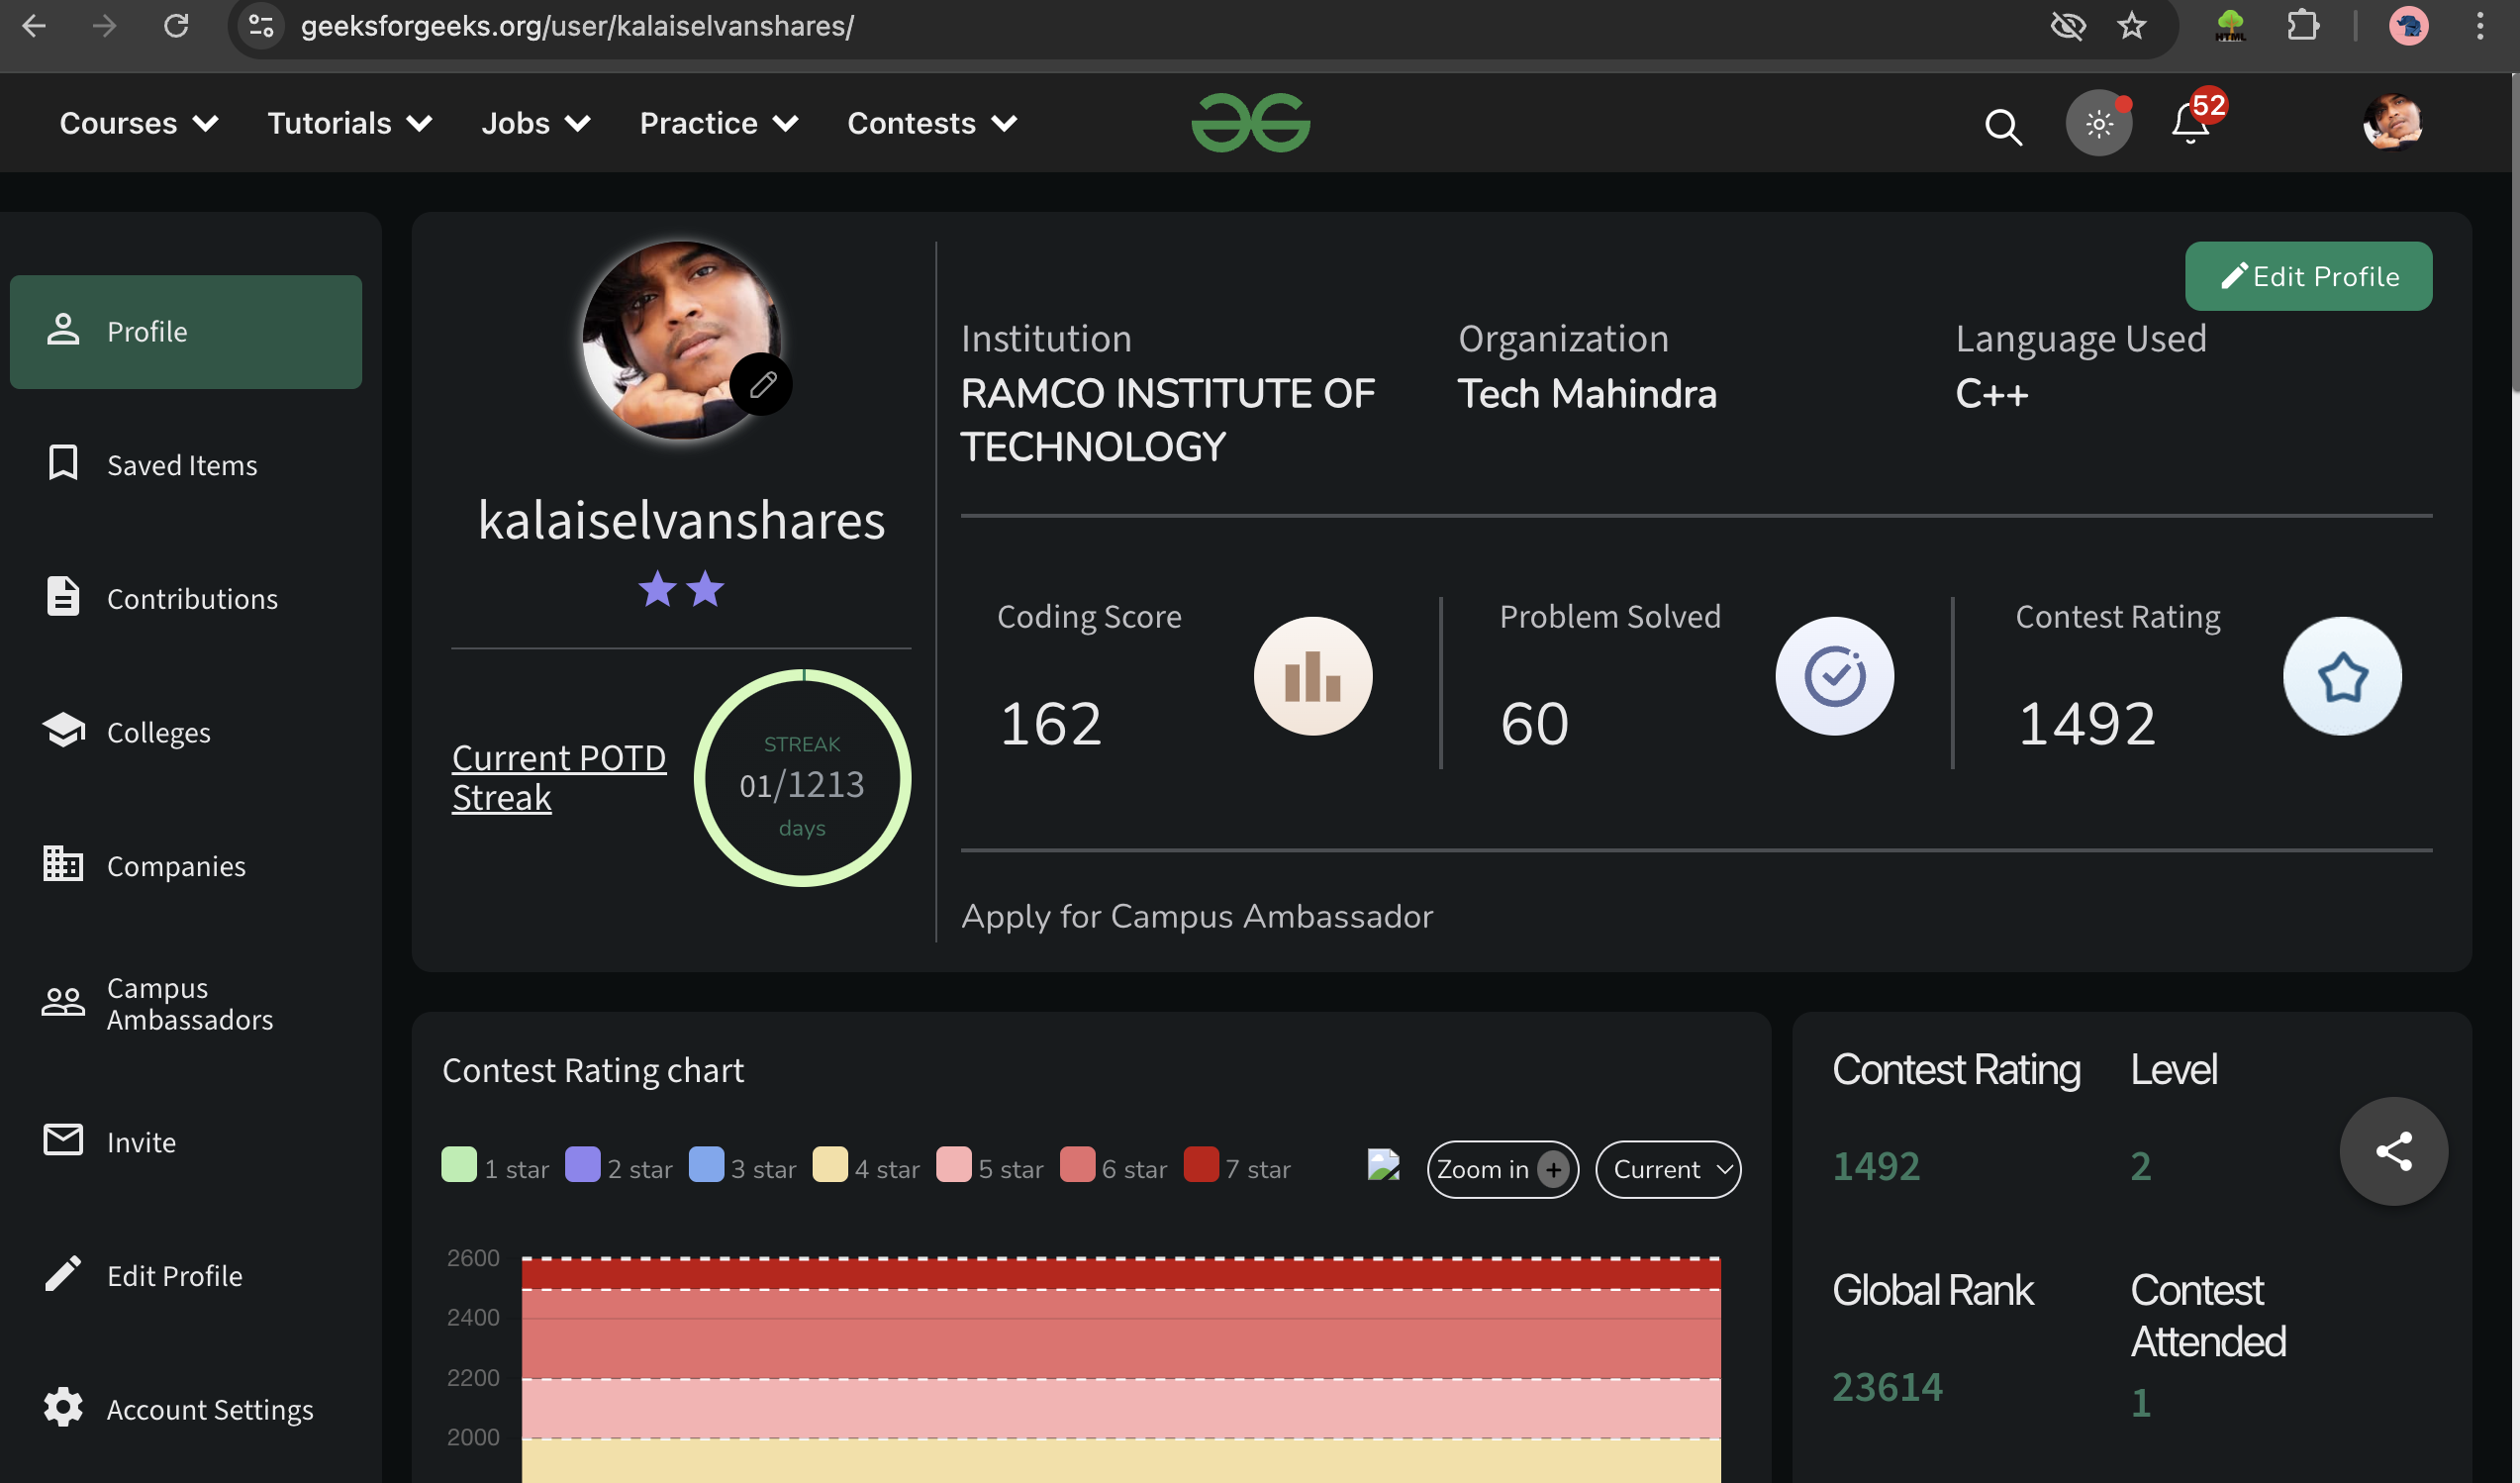 geeksforgeeks.org/user/kalaiselvanshares/
HTML
Courses
Tutorials
Jobs
Practice
Contests
52
Profile
Saved Items
Contributions
Colleges
Companies
Campus
Ambassadors
Invite
Edit Profile
Account Settings
kalaiselvanshares
Current POTD
Streak
STREAK
01/1213
days
Edit Profile
Institution
RAMCO INSTITUTE OF
TECHNOLOGY
Organization
Tech Mahindra
Language Used
C++
Coding Score
162
Problem Solved
60
Contest Rating
1492
Apply for Campus Ambassador
Contest Rating chart
1 star
2 star
3 star
4 star
5 star
6 star
7 star
Zoom in +
Current
2600
2400
2200
2000
Contest Rating
1492
Level
2
Global Rank
23614
Contest
Attended
1